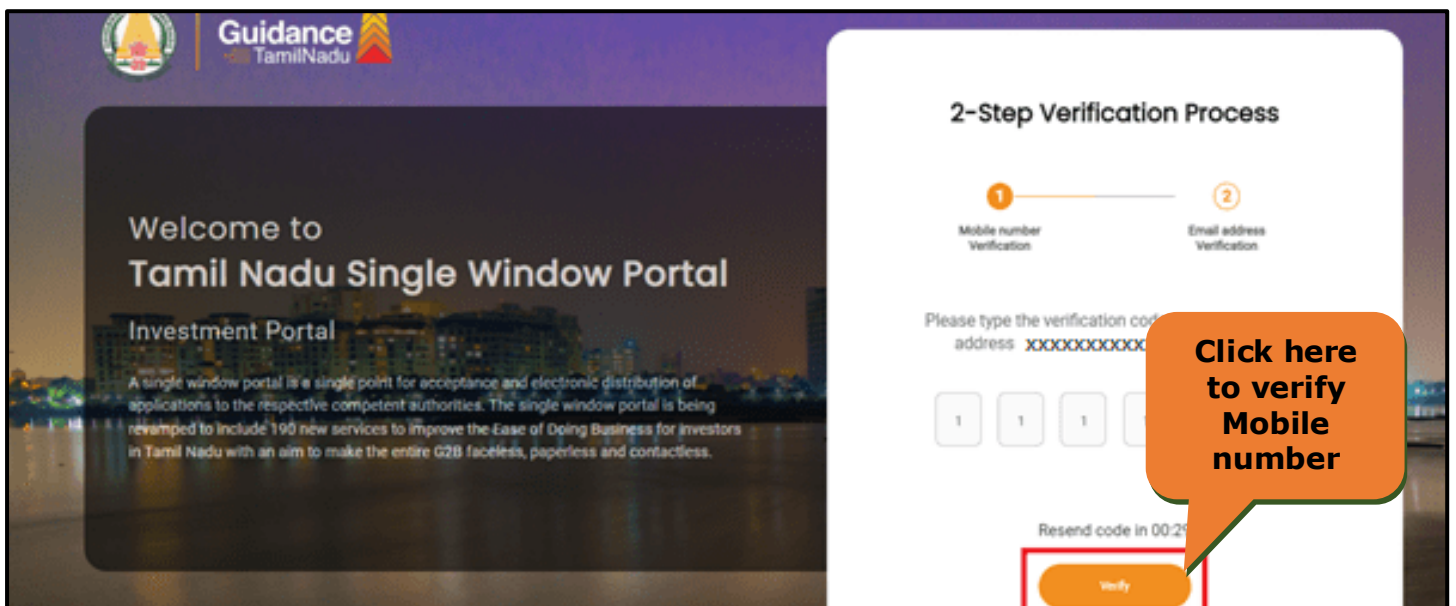 Guidance
TamilNadu
Welcome to
Tamil Nadu Single Window Portal
Investment Portal
A single window portal is a single point for acceptance and electronic distribution of
applications to the respective competent authorities. The single window portal is being
revamped to include 190 new services to improve the Ease of Doing Business for investors
in Tamil Nadu with an aim to make the entire G2B faceless, paperless and contactless.
2-Step Verification Process
1
2
Mobile number
Verification
Email address
Verification
Please type the verification
address xxxxxxxxxxx
1 1 1
Click here
to verify
Mobile
number
Resend code in 00:29
Verify